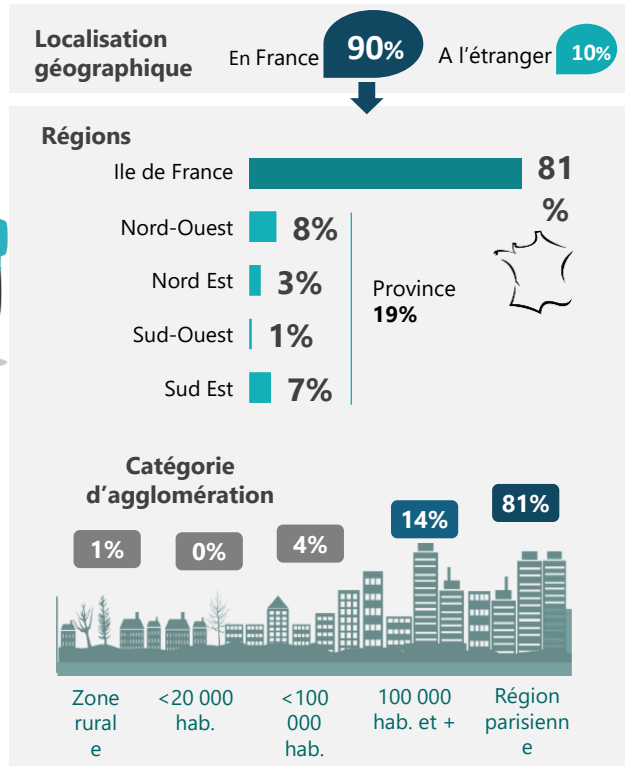 Localisation
géographique
En France
90%
A l'étranger
10%
Régions
Ile de France
81
%
Nord-Ouest
8%
Nord Est
3%
Sud-Ouest
1%
Sud Est
7%
Province
19%
Catégorie
d'agglomération
1%
0%
4%
14%
81%
Zone
rural
e
<20 000
hab.
<100
000
hab.
100 000
hab. et +
Région
parisienn
e